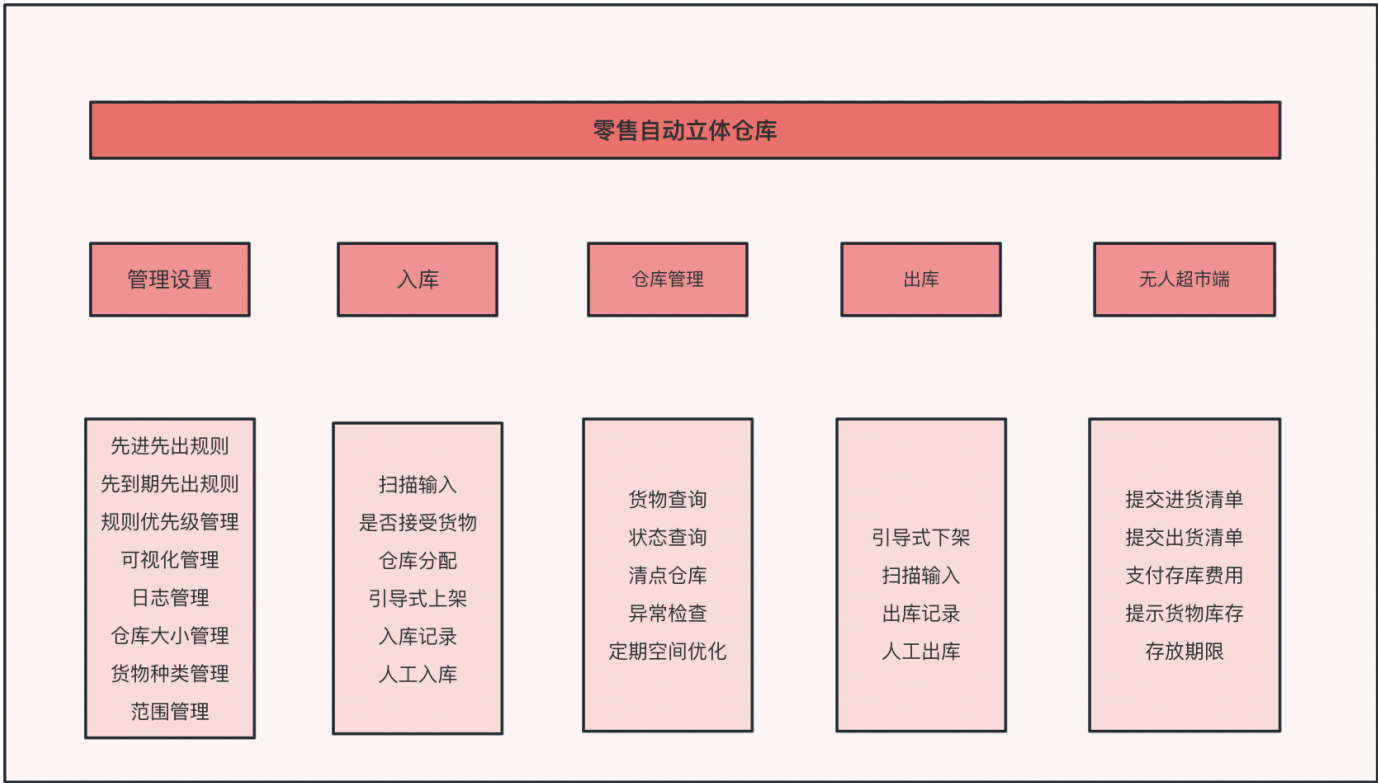 零售自动立体仓库
管理设置
入库
仓库管理
出库
无人超市端
先进先出规则
先到期先出规则
规则优先级管理
可视化管理
日志管理
仓库大小管理
货物种类管理
范围管理
扫描输入
是否接受货物
仓库分配
引导式上架
入库记录
人工入库
货物查询
状态查询
清点仓库
异常检查
定期空间优化
引导式下架
扫描输入
出库记录
人工出库
提交进货清单
提交出货清单
支付存库费用
提示货物库存
存放期限